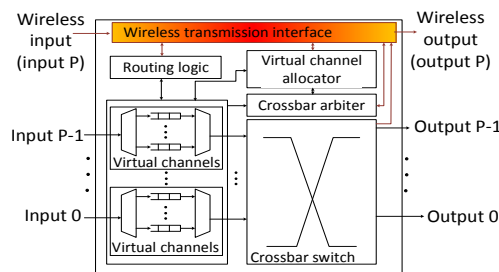 Wireless
input
(input P)
Wireless transmission interface
Wireless
output
(output P)
Routing logic
Virtual channel
allocator
Crossbar arbiter
Input P-1
Virtual channels
Output P-1
Input 0
Virtual channels
Output 0
Crossbar switch